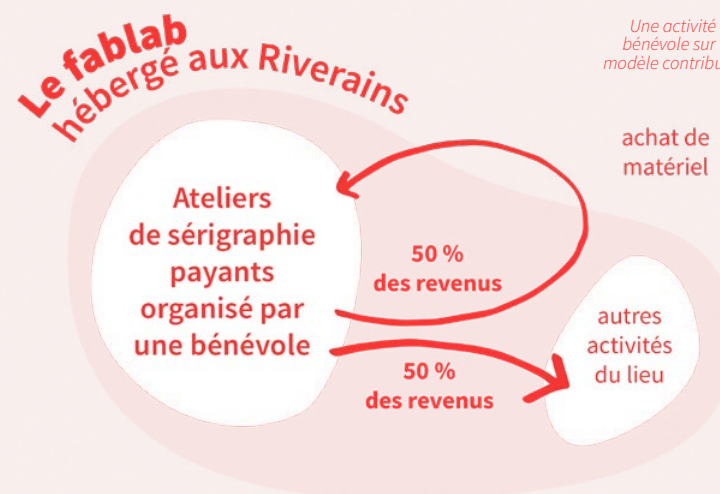 Le fablab
hébergé aux Riverains
Une activité
bénévole sur
modèle contribu
achat de
matériel
Ateliers
de sérigraphie
payants
organisé par
une bénévole
50 %
des revenus
autres
activités
du lieu
50 %
des revenus